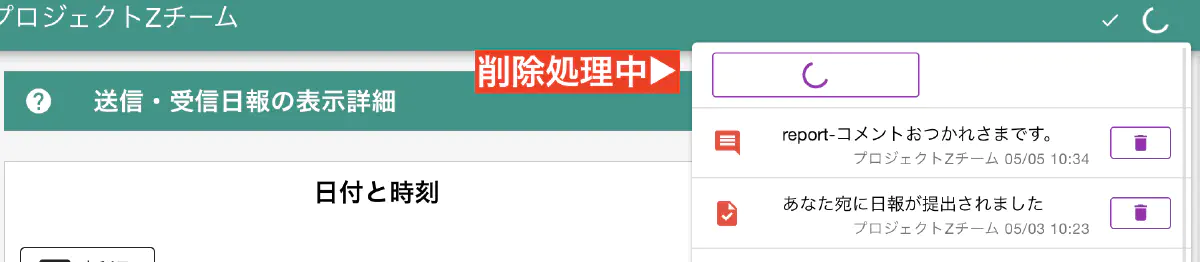 プロジェクトZチーム
削除処理中▶
送信・受信日報の表示詳細
report-コメントおつかれさまです。
プロジェクトZチーム 05/05 10:34
日付と時刻
あなた宛に日報が提出されました
プロジェクトZチーム 05/03 10:23